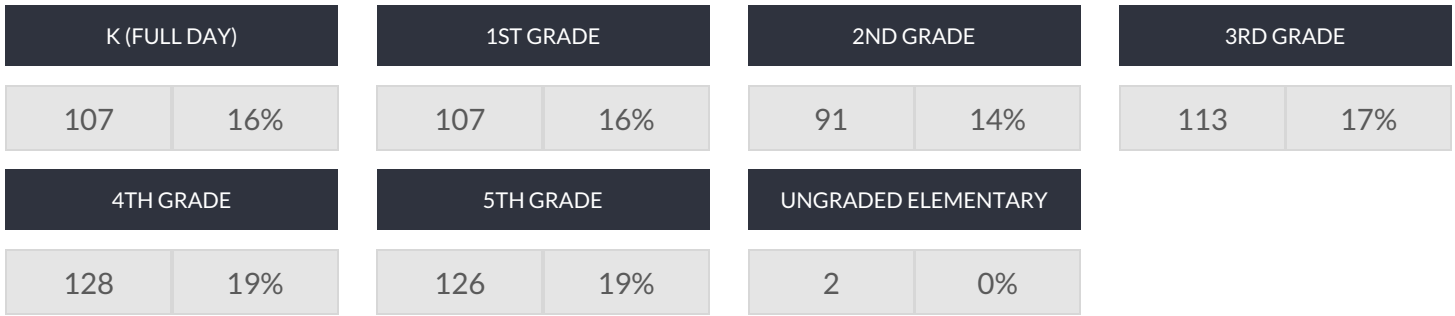 K (FULL DAY) 1ST GRADE 2ND GRADE 3RD GRADE
107 16% 107 16% 91 14% 113 17%
4TH GRADE 5TH GRADE UNGRADED ELEMENTARY
128 19% 126 19% 2 0%